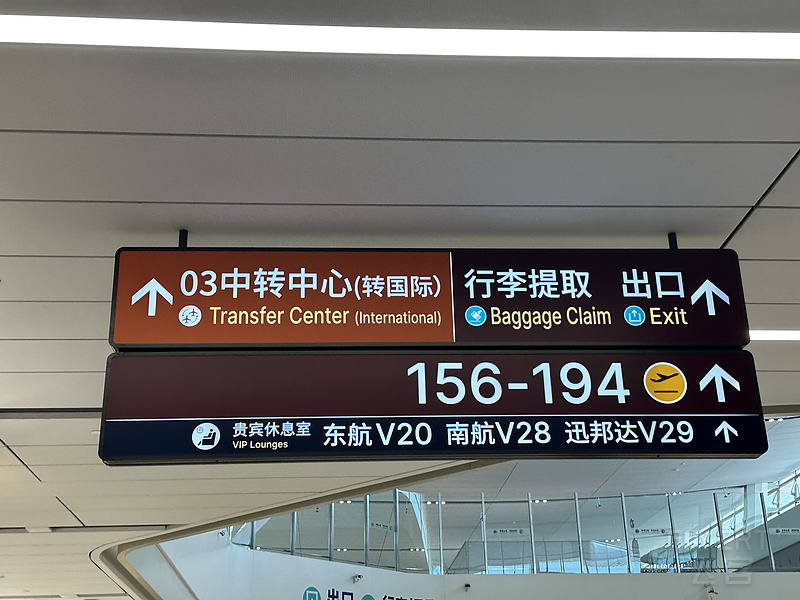 03中转中心(转国际) 行李提取 出口
Transfer Center (International) Baggage Claim Exit
156-194
贵宾休息室 东航V20 南航V28 迅邦达V29
VIP Lounges
出口